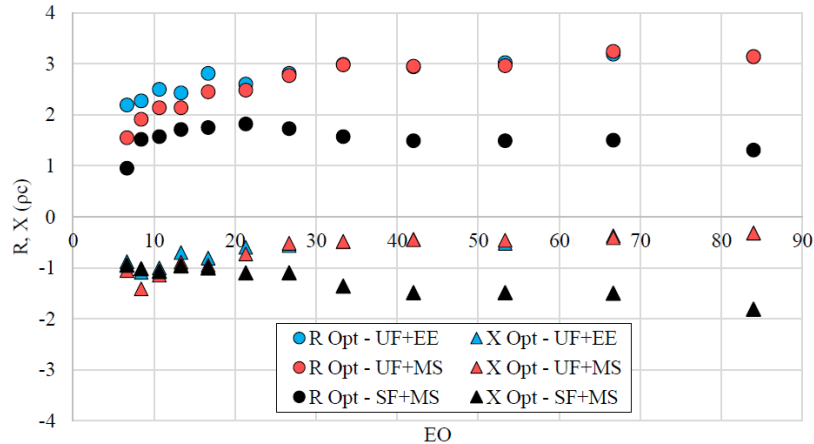 4
3
2
1
0
-1
-2
-3
-4
R, X (ρc)
0 10 20 30 40 50 60 70 80 90
R Opt - UF+EE X Opt - UF+EE
R Opt - UF+MS X Opt - UF+MS
R Opt - SF+MS X Opt - SF+MS
EO